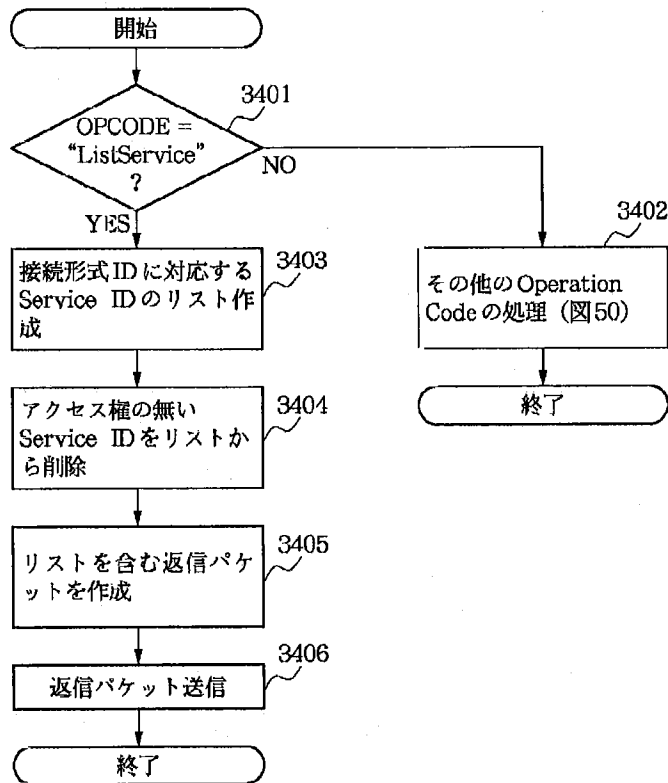 開始
3401
OPCODE =
“ListService”
?
NO
YES
3402
その他のOperation
Codeの処理（図50）
終了
3403
接続形式IDに対応する
Service IDのリスト作
成
3404
アクセス権の無い
Service IDをリストか
ら削除
3405
リストを含む返信パケ
ットを作成
3406
返信パケット送信
終了